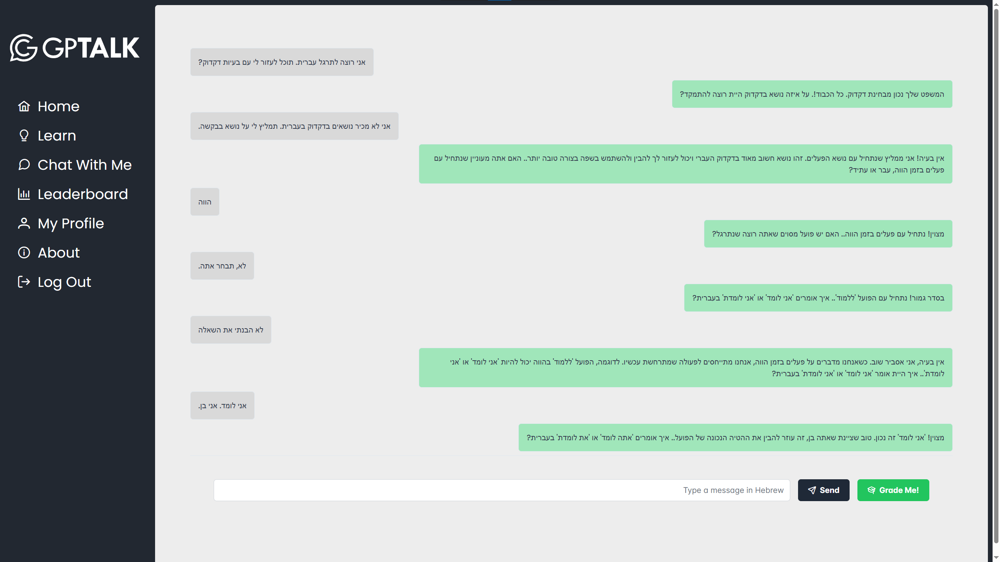 GPTALK
Home
Learn
Chat With Me
Leaderboard
My Profile
About
Log Out
אני רוצה לתרגל עברית. תוכל לעזור לי עם בעיות דקדוק?
המשפט שלך נכון מבחינת דקדוק. כל הכבוד!. על איזה נושא בדקדוק היית רוצה להתמקד?
אני לא מכיר נושאים בדקדוק בעברית. תמליץ לי על נושא בבקשה.
אין בעיה! אני ממליץ שנתחיל עם נושא הפעלים. זהו נושא חשוב מאוד בדקדוק העברי ויכול לעזור לך להבין ולהשתמש בשפה בצורה טובה יותר.. האם אתה מעוניין שנתחיל עם
פעלים בזמן הווה, עבר או עתיד?
הווה
מצוין! נתחיל עם פעלים בזמן הווה.. האם יש פועל מסוים שאתה רוצה שנתרגל?
לא, תבחר אתה.
בסדר גמור! נתחיל עם הפועל 'ללמוד'.. איך אומרים 'אני לומד' או 'אני לומדת' בעברית?
לא הבנתי את השאלה
אין בעיה, אני אסביר שוב. כשאנחנו מדברים על פעלים בזמן הווה, אנחנו מתייחסים לפעולה שמתרחשת עכשיו. לדוגמה, הפועל 'ללמוד' בהווה יכול להיות 'אני לומד' או 'אני
לומדת'.. איך היית אומר 'אני לומד' או 'אני לומדת' בעברית?
אני לומד. אני בן.
מצוין! 'אני לומד' זה נכון. טוב שציינת שאתה בן, זה עוזר להבין את ההטיה הנכונה של הפועל.. איך אומרים 'אתה לומד' או 'את לומדת' בעברית?
Type a message in Hebrew
Send
Grade Me!